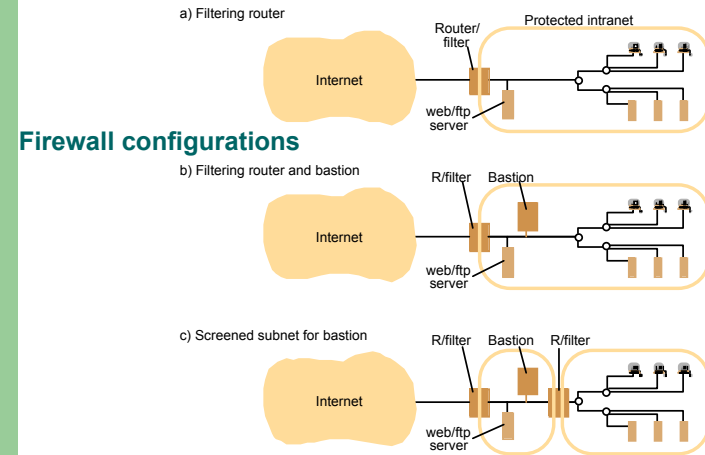 a) Filtering router
Router/
filter
Protected intranet
Internet
web/ftp
server
Firewall configurations
b) Filtering router and bastion
R/filter
Bastion
Internet
web/ftp
server
c) Screened subnet for bastion
R/filter
Bastion
R/filter
Internet
web/ftp
server